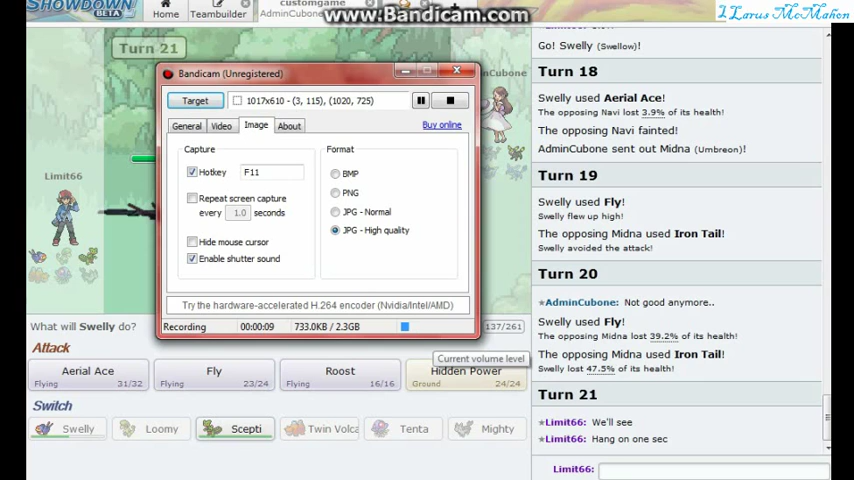 SHOWDOWN
BETA
Home
Teambuilder
customgame
AdminCubone
www.Bandicam.com
ILarus McMahon
Turn 21
Limit66
Bandicam (Unregistered)
Target
1017x610 - (3, 115), (1020, 725)
General
Video
Image
About
Buy online
Capture
Hotkey
F11
Repeat screen capture
every
1.0
seconds
Hide mouse cursor
Enable shutter sound
Format
BMP
PNG
JPG - Normal
JPG - High quality
Try the hardware-accelerated H.264 encoder (Nvidia/Intel/AMD)
Recording
00:00:09
733.0KB / 2.3GB
minCubone
137/261
Current volume level
What will Swelly do?
Attack
Aerial Ace
Flying
31/32
Fly
Flying
23/24
Roost
Flying
16/16
Hidden Power
Ground
24/24
Switch
Swelly
Loomy
Scepti
Twin Volca
Tenta
Mighty
Go! Swelly (Swellow!)
Turn 18
Swelly used Aerial Ace!
The opposing Navi lost 3.9% of its health!
The opposing Navi fainted!
AdminCubone sent out Midna (Umbreon)!
Turn 19
Swelly used Fly!
Swelly flew up high!
The opposing Midna used Iron Tail!
Swelly avoided the attack!
Turn 20
★AdminCubone: Not good anymore..
Swelly used Fly!
The opposing Midna lost 39.2% of its health!
The opposing Midna used Iron Tail!
Swelly lost 47.5% of its health!
Turn 21
★Limit66: We'll see
★Limit66: Hang on one sec
Limit66: